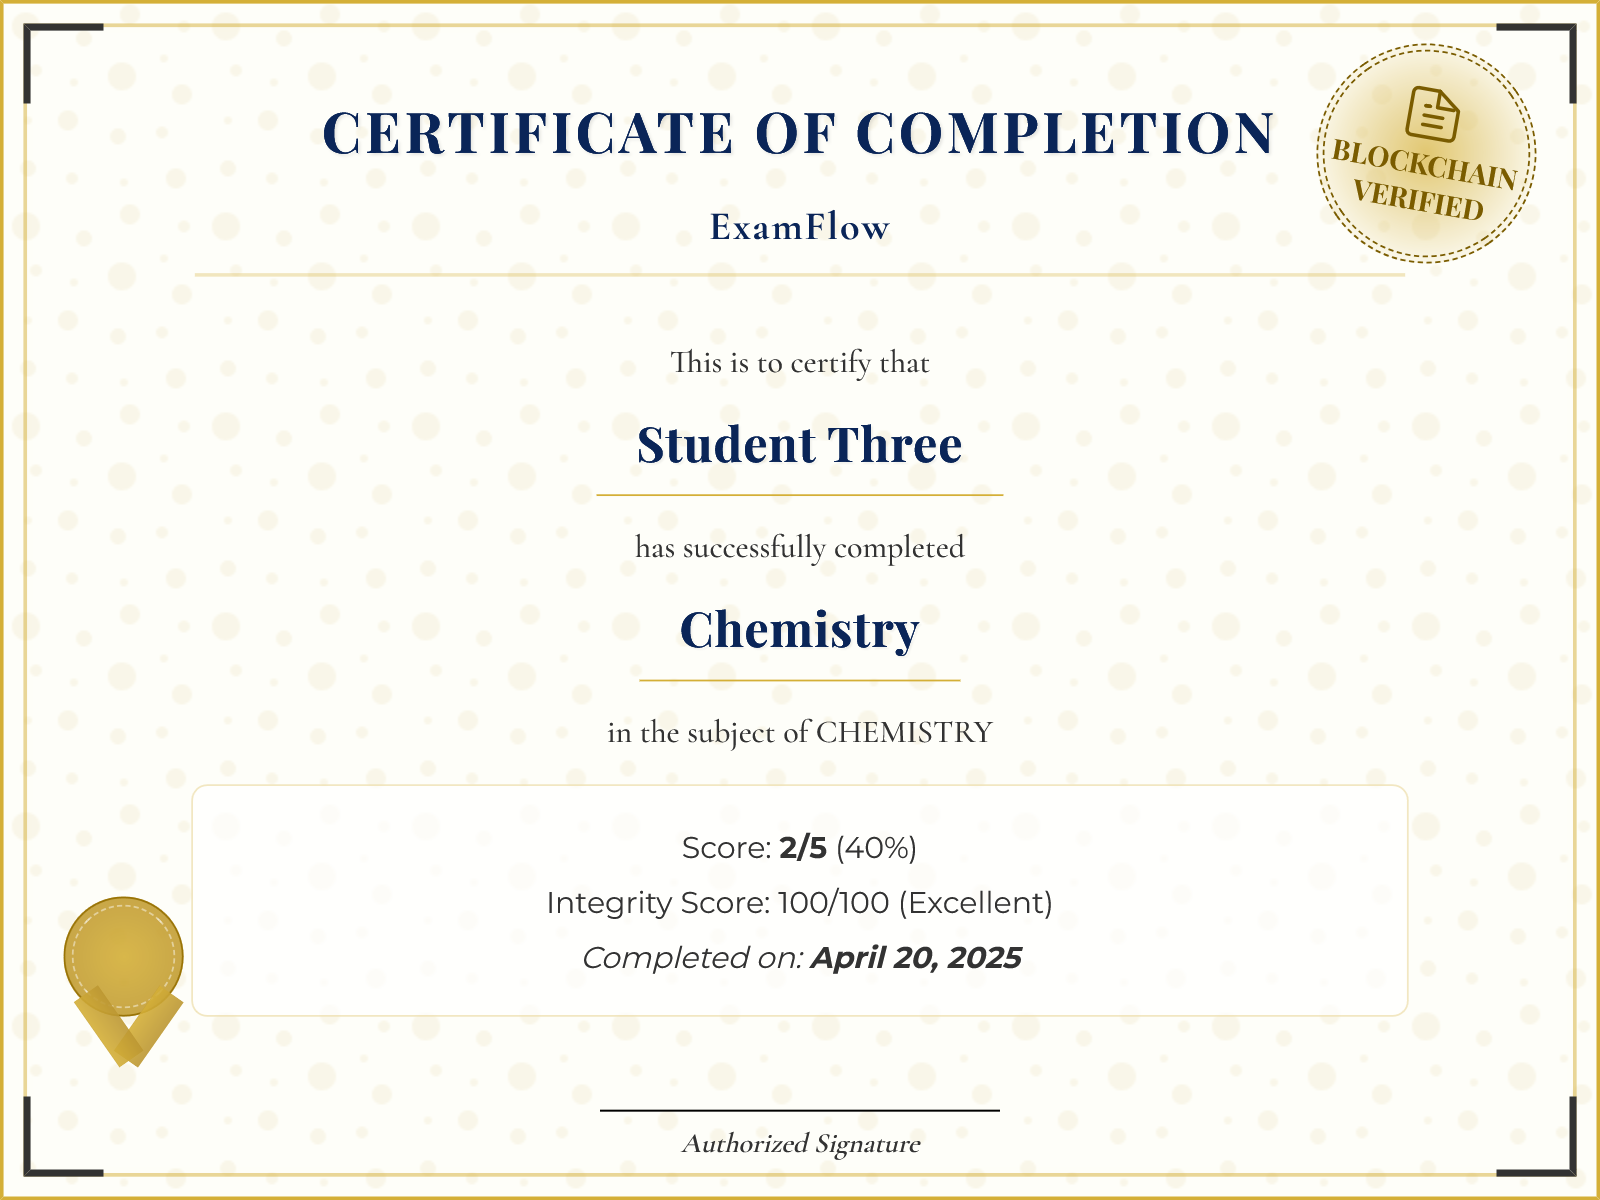 CERTIFICATE OF COMPLETION
BLOCKCHAIN
VERIFIED
ExamFlow
This is to certify that
Student Three
has successfully completed
Chemistry
in the subject of CHEMISTRY
Score: 2/5 (40%)
Integrity Score: 100/100 (Excellent)
Completed on: April 20, 2025
Authorized Signature